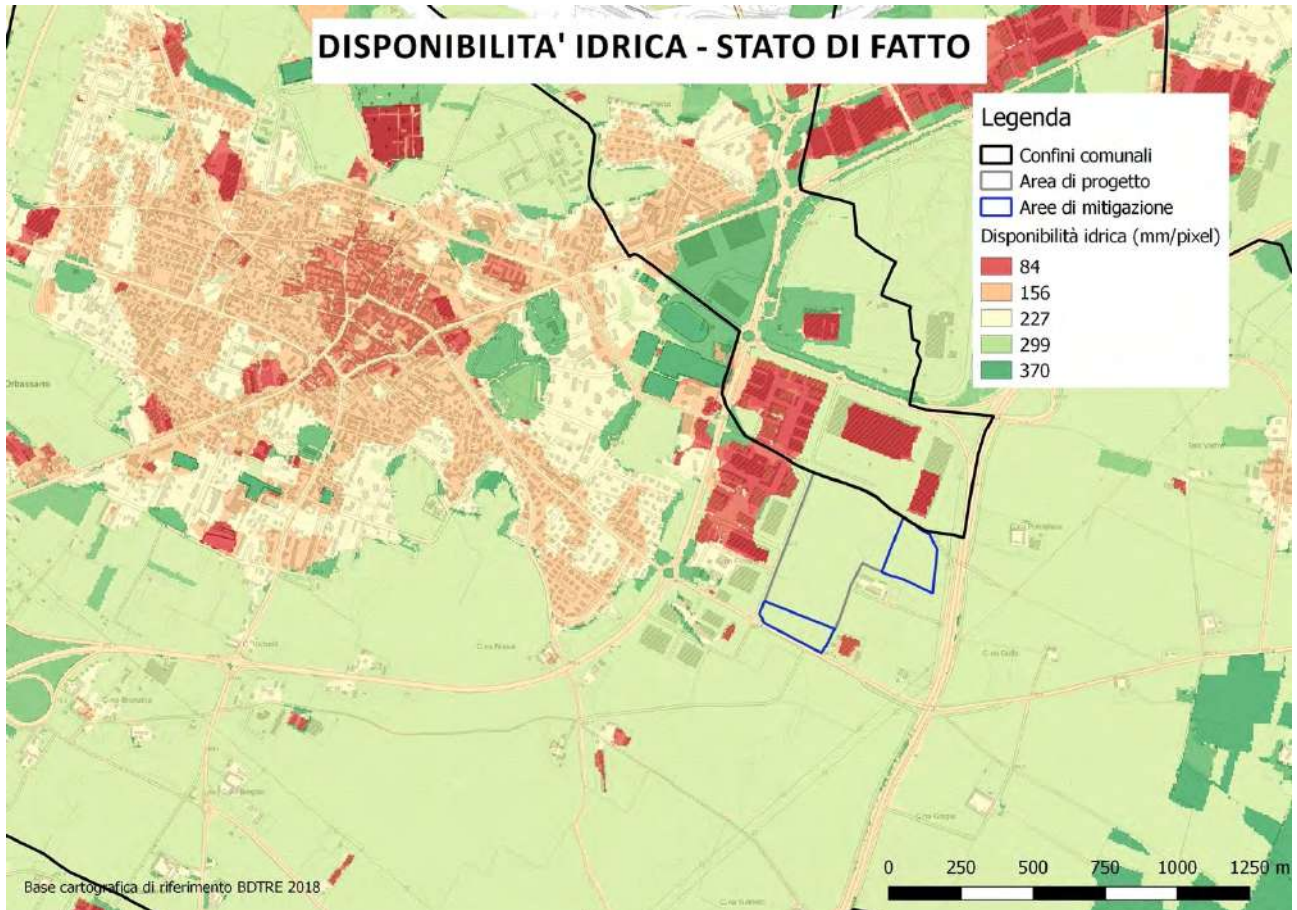 DISPONIBILITA' IDRICA - STATO DI FATTO
Legenda
Confini comunali
Area di progetto
Aree di mitigazione
Disponibilità idrica (mm/pixel)
84
156
227
299
370
Orbassano
0 250 500 750 1000 1250 m
Base cartografica di riferimento BDTRE 2018